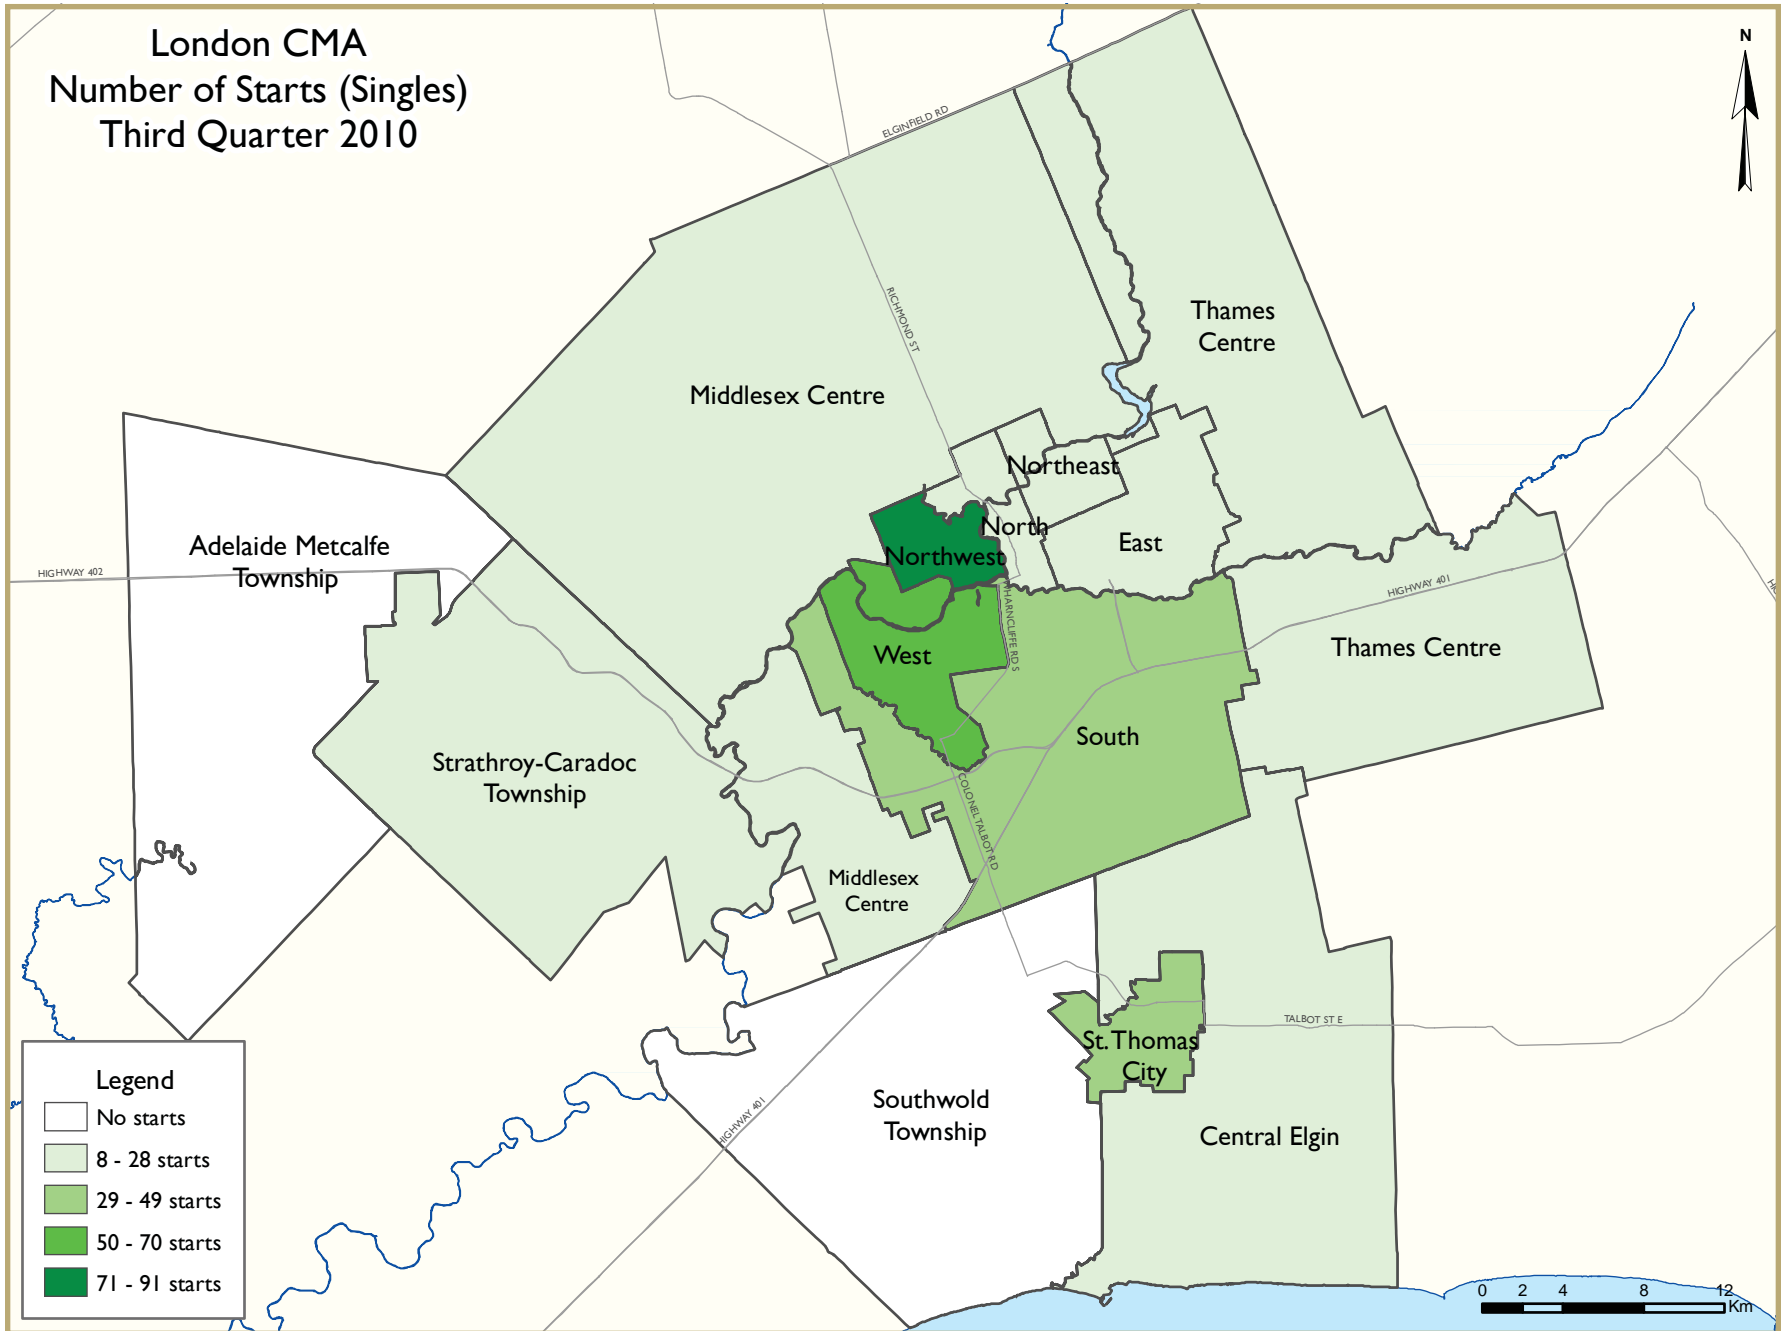 London CMA
Number of Starts (Singles)
Third Quarter 2010
N
ELGINFIELD RD
RICHMOND ST
Thames
Centre
Middlesex Centre
Northeast
North
East
Northwest
Adelaide Metcalfe
Township
HIGHWAY 402
HIGHWAY 401
WHARNCLIFFE RD S
West
Thames Centre
South
Strathroy-Caradoc
Township
COLONEL TALBOT RD
Middlesex
Centre
TALBOT ST E
St. Thomas
City
Southwold
Township
HIGHWAY 401
Central Elgin
Legend
No starts
8 - 28 starts
29 - 49 starts
50 - 70 starts
71 - 91 starts
0 2 4 8 12
Km